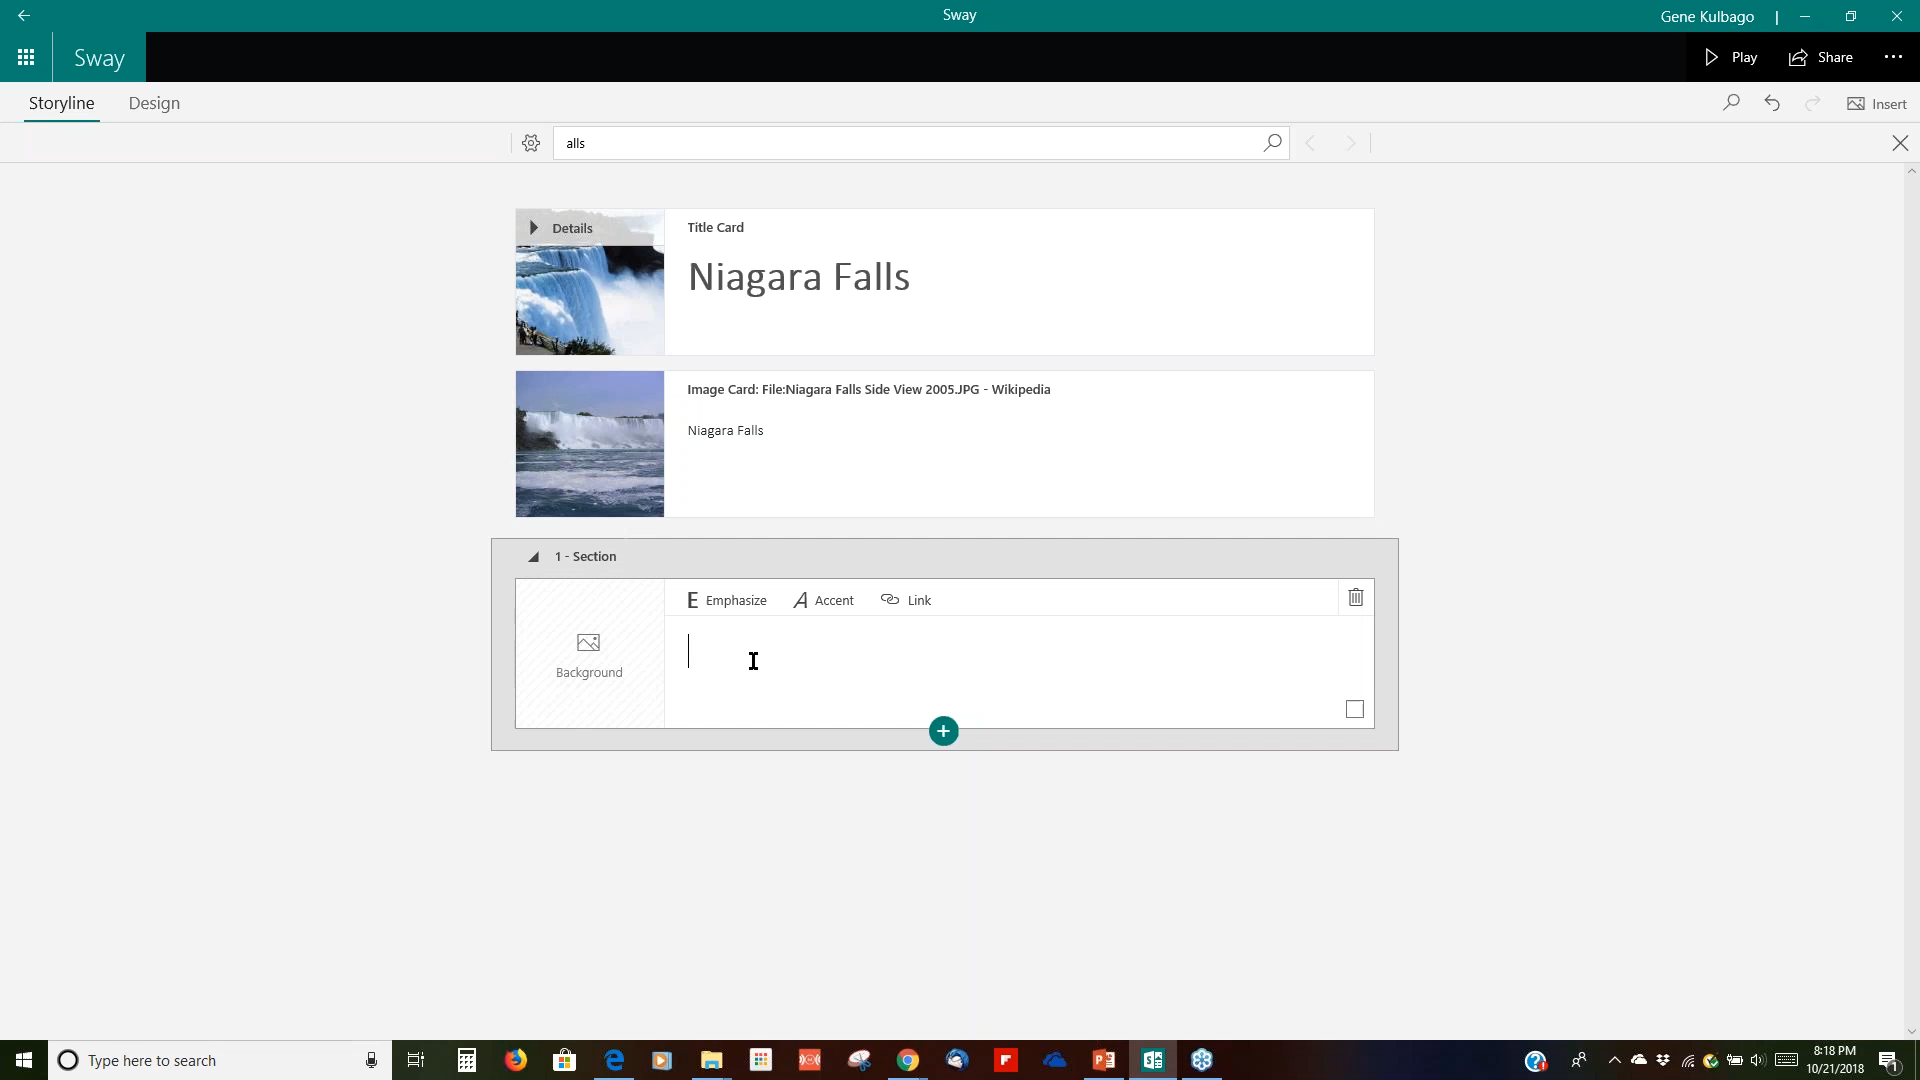 Sway
Gene Kulbago
Sway
Play
Share
Storyline
Design
Insert
alls
Details
Title Card
Niagara Falls
Image Card: File:Niagara Falls Side View 2005.JPG - Wikipedia
Niagara Falls
1 - Section
E Emphasize
A Accent
Link
Background
Type here to search
8:18 PM
10/21/2018